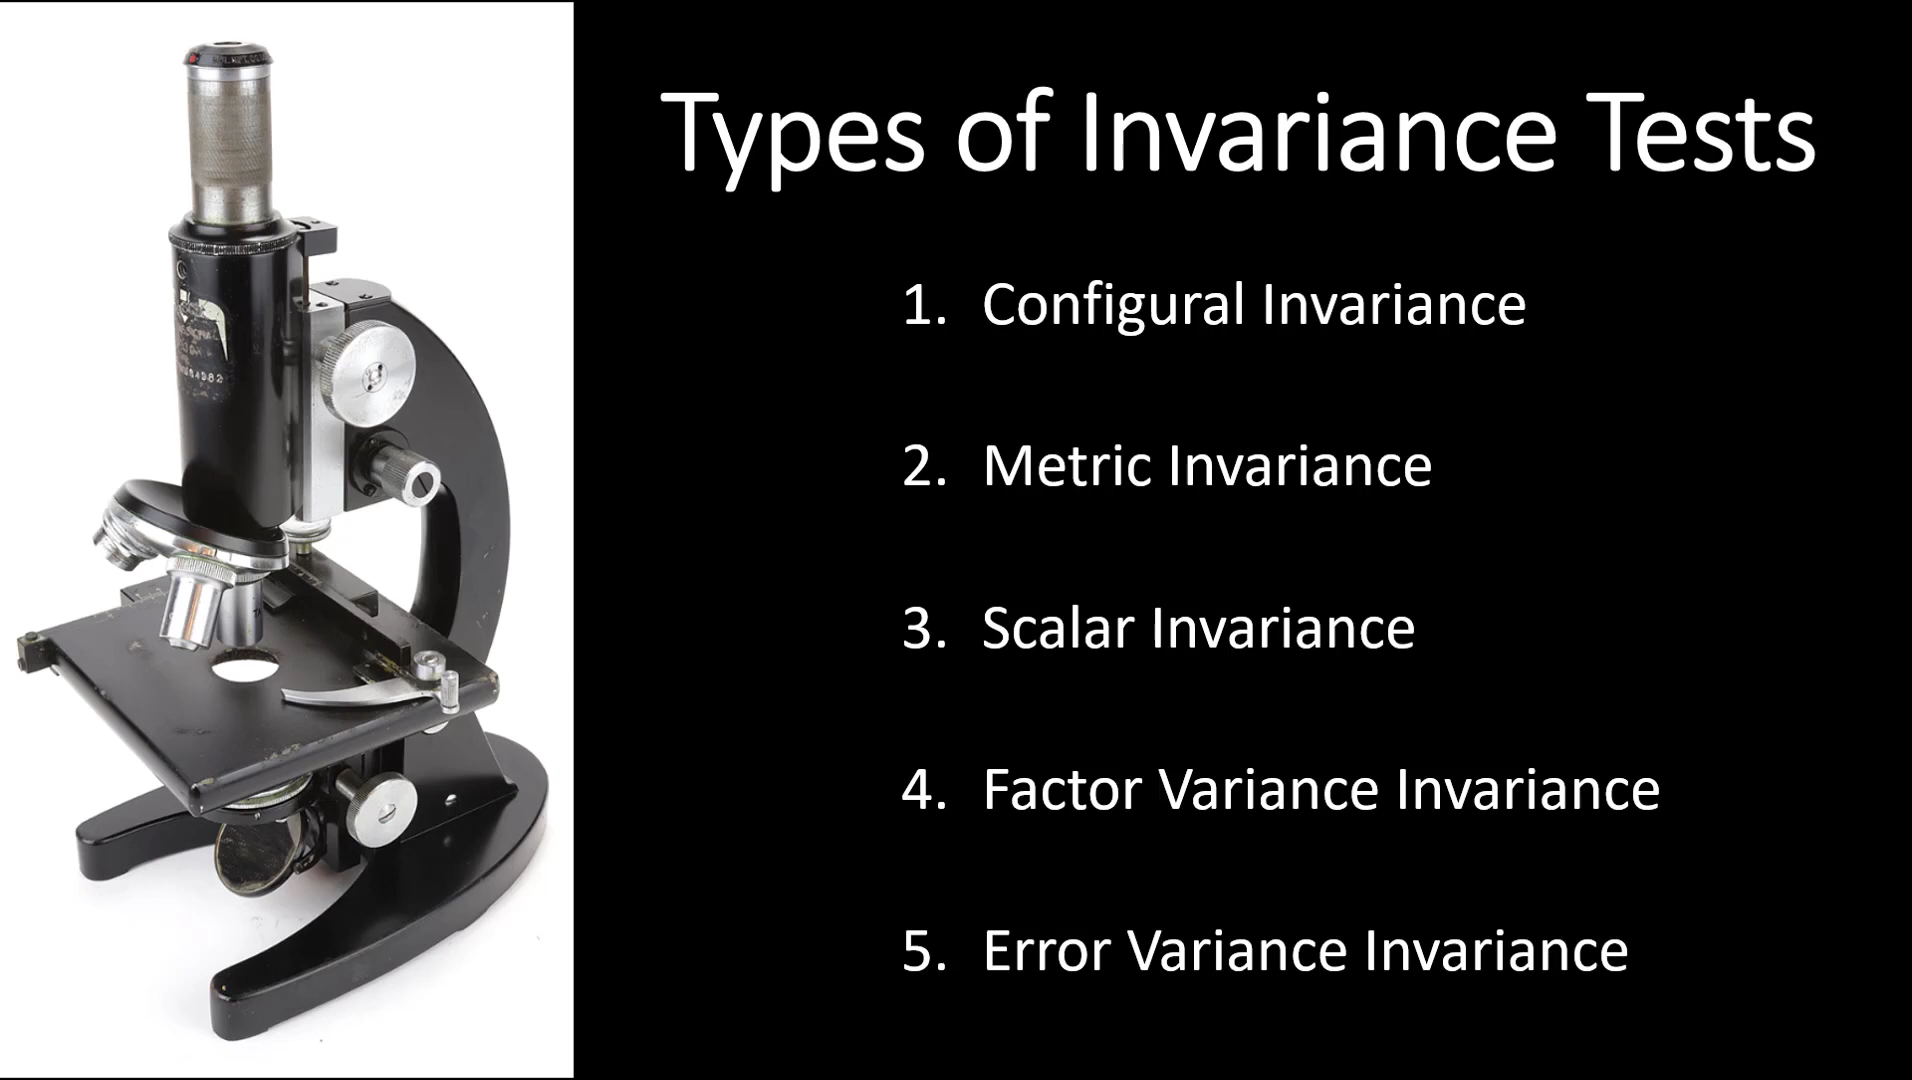 Types of Invariance Tests
1. Configural Invariance
2. Metric Invariance
3. Scalar Invariance
4. Factor Variance Invariance
5. Error Variance Invariance